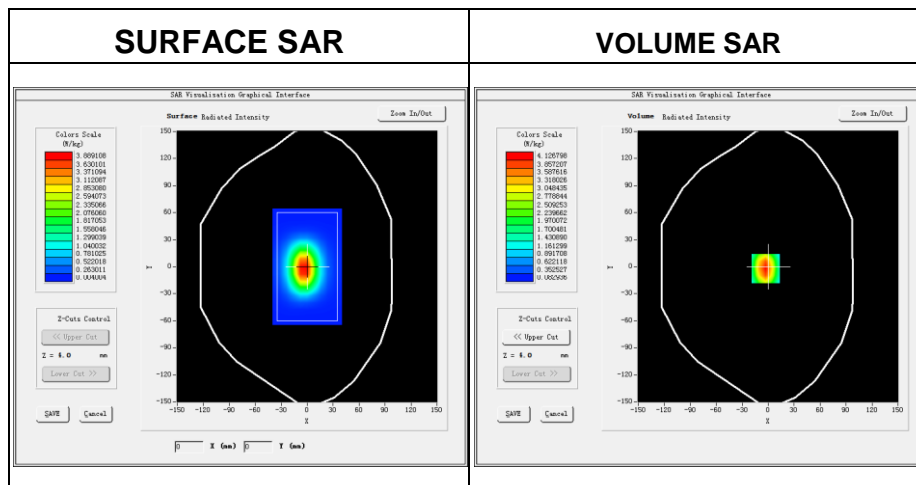 SURFACE SAR
VOLUME SAR
SAR Visualisation Graphical Interface
Surface Radiated Intensity
Zoom In/Out
Colors Scale
(W/kg)
3.889108
3.630101
3.371094
3.112087
2.853080
2.594073
2.335066
2.076060
1.817053
1.558046
1.299039
1.040032
0.781025
0.522018
0.263011
0.004004
Z-Cuts Control
<< Upper Cut
Z = 4.0 mm
Lower Cut >>
SAVE Cancel
150
120
90
60
30
0
-30
-60
-90
-120
-150
Y
-150 -120 -90 -60 -30 0 30 60 90 120 150
X
0 X (mm) 0 Y (mm)
SAR Visualisation Graphical Interface
Volume Radiated Intensity
Zoom In/Out
Colors Scale
(W/kg)
4.126798
3.857207
3.587616
3.318026
3.048435
2.778844
2.509253
2.239662
1.970072
1.700481
1.430890
1.161299
0.891708
0.622118
0.352527
0.082936
Z-Cuts Control
<< Upper Cut
Z = 4.0 mm
Lower Cut >>
SAVE Cancel
150
120
90
60
30
0
-30
-60
-90
-120
-150
Y
-150 -120 -90 -60 -30 0 30 60 90 120 150
X